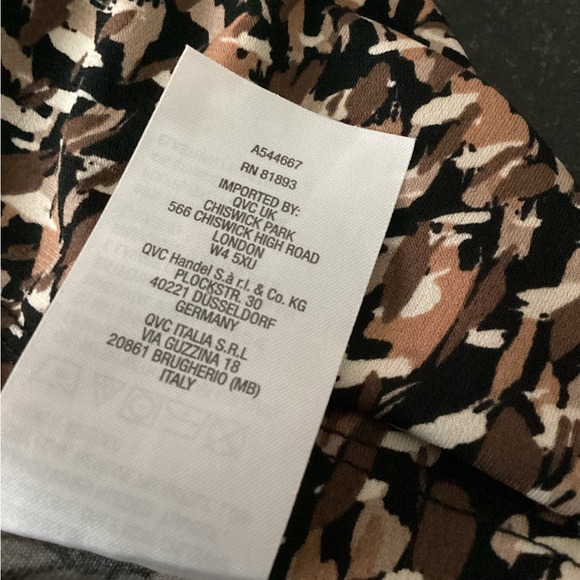 A544667
RN 81893
IMPORTED BY:
QVC UK
CHISWICK PARK
566 CHISWICK HIGH ROAD
LONDON
W4 5XU
QVC Handel S.à r.l. & Co. KG
PLOCKSTR. 30
40221 DÜSSELDORF
GERMANY
QVC ITALIA S.R.L
VIA GUZZINA 18
20861 BRUGHERIO (MB)
ITALY